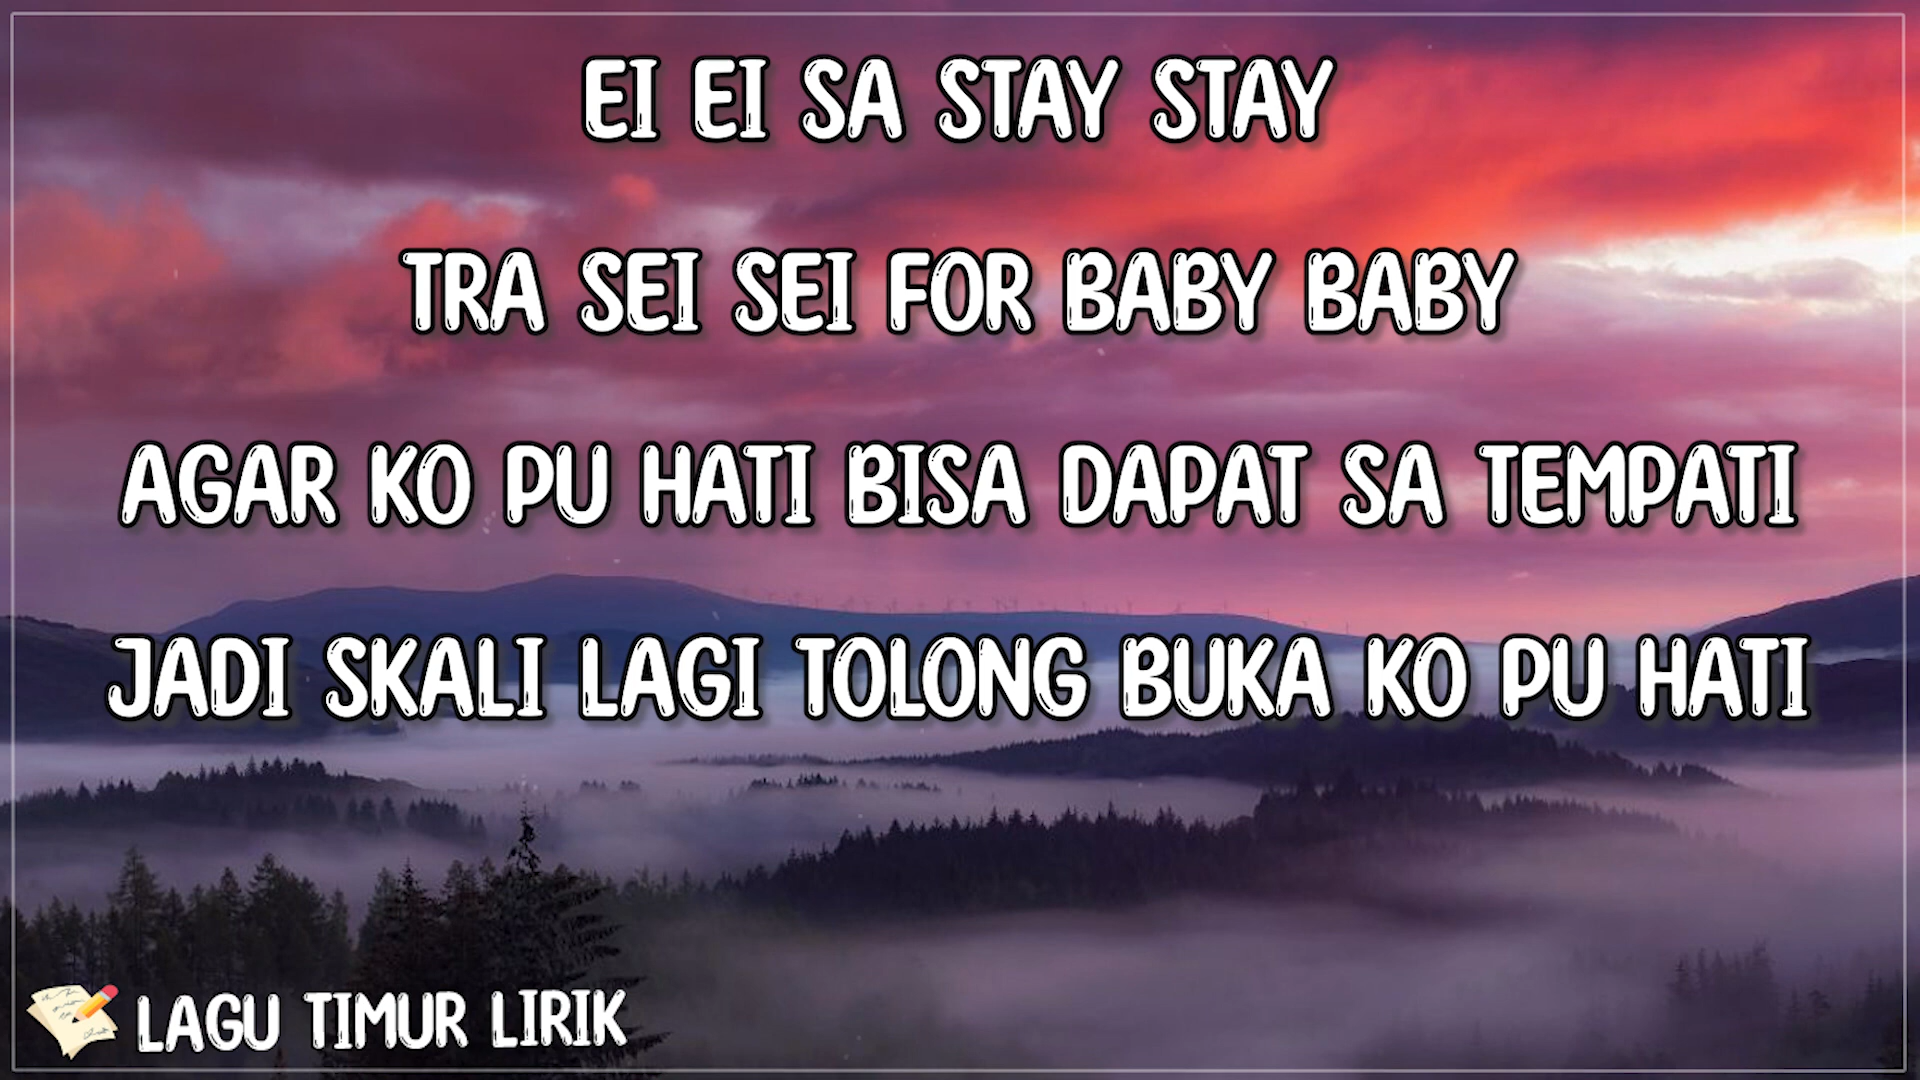 EI EI SA STAY STAY
TRA SEI SEI FOR BABY BABY
AGAR KO PU HATI BISA DAPAT SA TEMPATI
JADI SKALI LAGI TOLONG BUKA KO PU HATI
LAGU TIMUR LIRIK